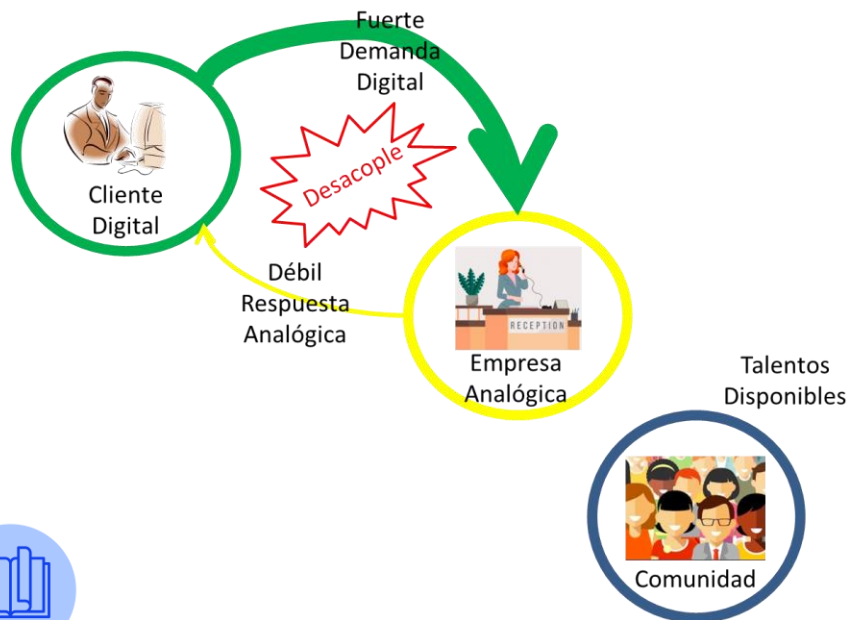 Fuerte
Demanda
Digital
Desacople
Cliente
Digital
Débil
Respuesta
Analógica
RECEPTION
Empresa
Analógica
Talentos
Disponibles
Comunidad